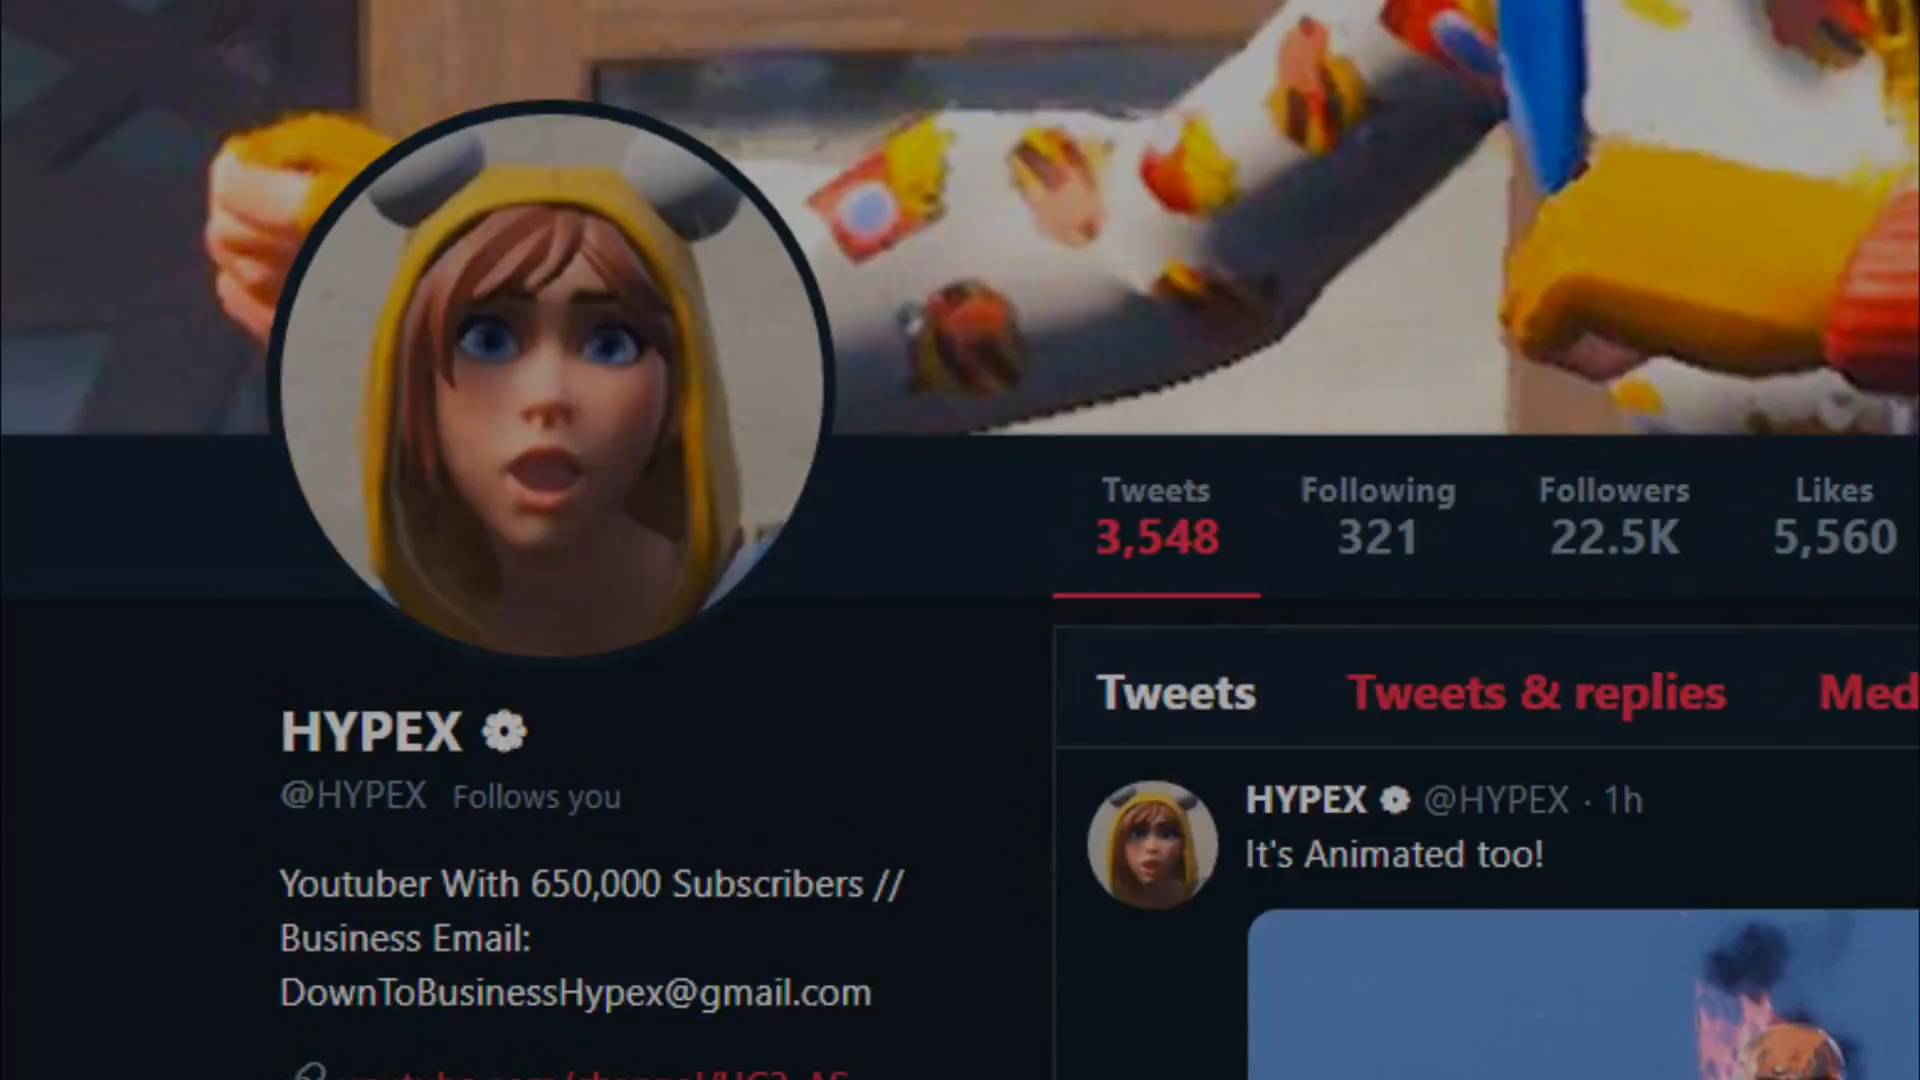 Tweets Following Followers Likes
3,548 321 22.5K 5,560
HYPEX
@HYPEX Follows you
Youtuber With 650,000 Subscribers //
Business Email:
DownToBusinessHypex@gmail.com
Tweets Tweets & replies Med
HYPEX @HYPEX · 1h
It's Animated too!